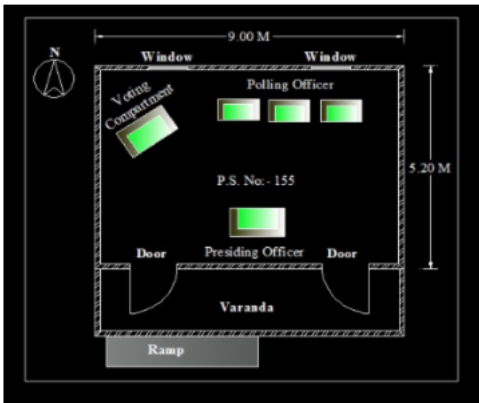 9.00 M
N
Window
Window
Voting
Compartment
Polling Officer
5.20 M
P.S. No:- 155
Door
Presiding Officer
Door
Varanda
Ramp